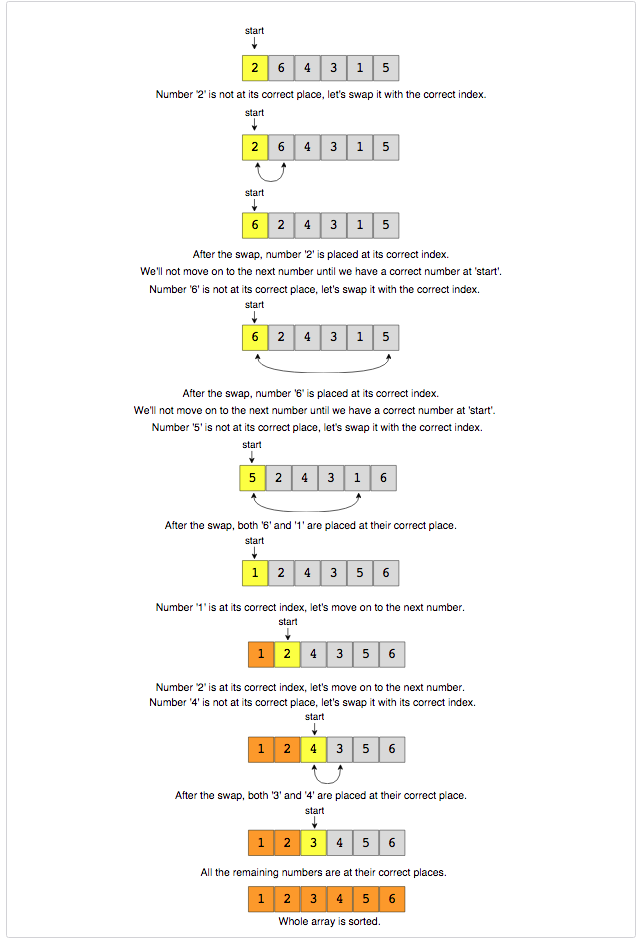 start
2 6 4 3 1 5
Number '2' is not at its correct place, let's swap it with the correct index.
start
2 6 4 3 1 5
start
6 2 4 3 1 5
After the swap, number '2' is placed at its correct index.
We'll not move on to the next number until we have a correct number at 'start'.
Number '6' is not at its correct place, let's swap it with the correct index.
start
6 2 4 3 1 5
After the swap, number '6' is placed at its correct index.
We'll not move on to the next number until we have a correct number at 'start'.
Number '5' is not at its correct place, let's swap it with the correct index.
start
5 2 4 3 1 6
After the swap, both '6' and '1' are placed at their correct place.
start
1 2 4 3 5 6
Number '1' is at its correct index, let's move on to the next number.
start
1 2 4 3 5 6
Number '2' is at its correct index, let's move on to the next number.
Number '4' is not at its correct place, let's swap it with its correct index.
start
1 2 4 3 5 6
After the swap, both '3' and '4' are placed at their correct place.
start
1 2 3 4 5 6
All the remaining numbers are at their correct places.
1 2 3 4 5 6
Whole array is sorted.